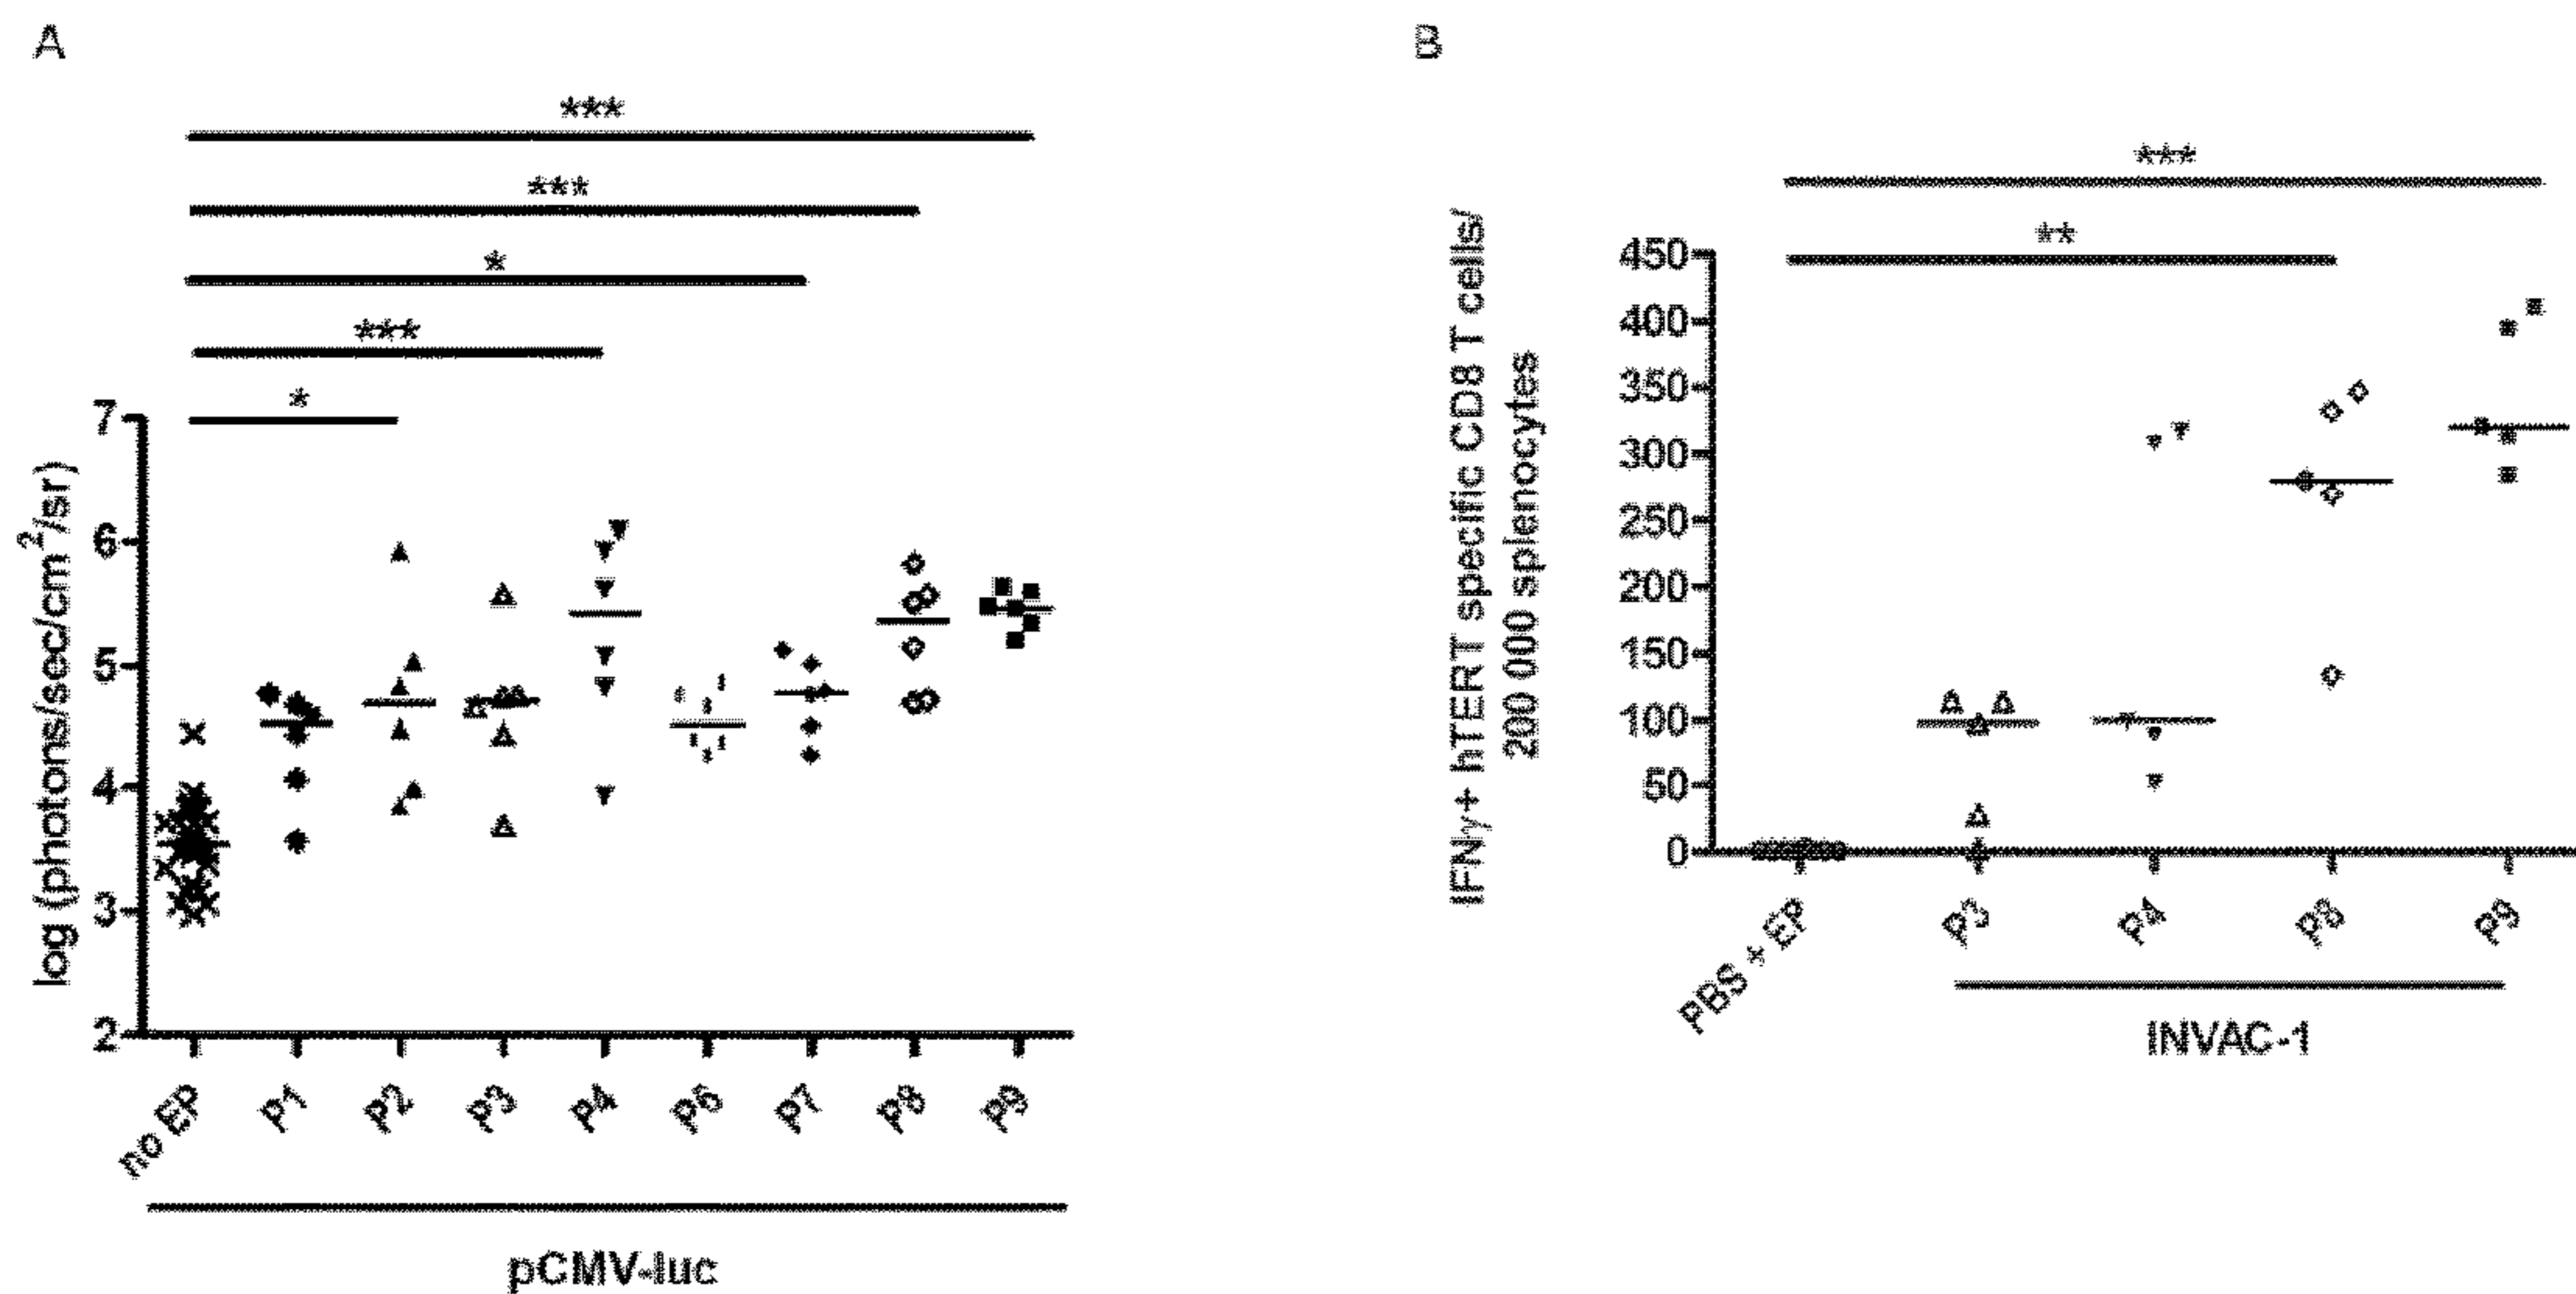 A
***
***
*
***
*
log (photons/sec/cm²/sr)
7
6
5
4
3
2
no EP
P1
P2
P3
P4
P6
P7
P8
P9
pCMV-luc
B
***
**
IFNγ+ hTERT specific CD8 T cells/
200 000 splenocytes
450
400
350
300
250
200
150
100
50
0
PBS + EP
P3
P4
P8
P9
INVAC-1